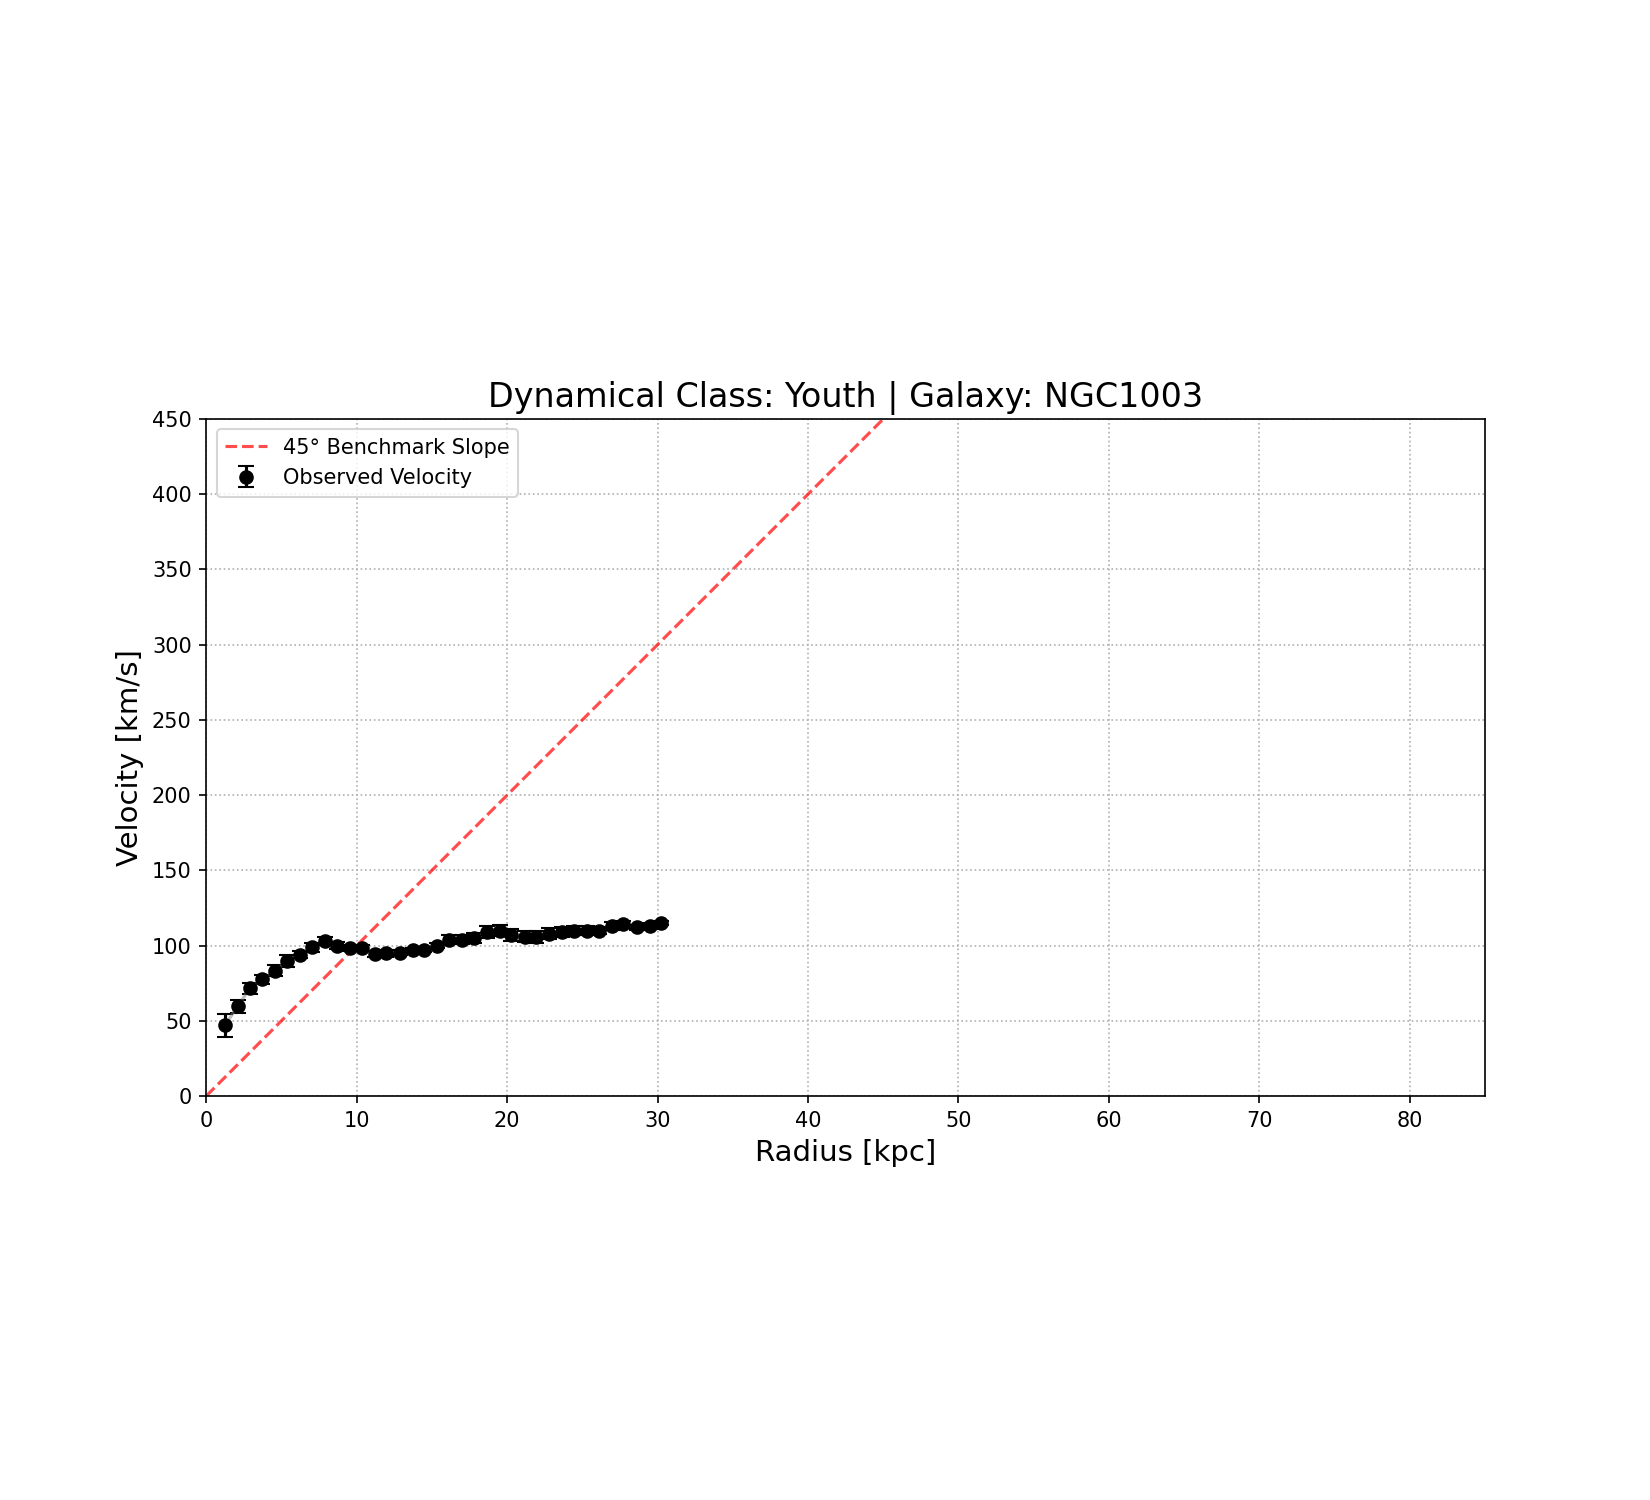 Dynamical Class: Youth | Galaxy: NGC1003
45° Benchmark Slope
Observed Velocity
Velocity [km/s]
450
400
350
300
250
200
150
100
50
0
0 10 20 30 40 50 60 70 80
Radius [kpc]